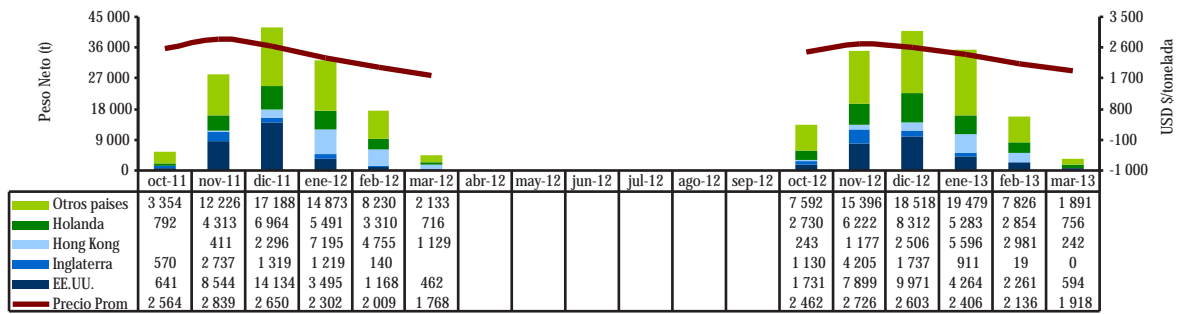 45 000
36 000
27 000
18 000
9 000
0
Peso Neto (t)
3 500
2 600
1 700
800
-100
-1 000
USD $/tonelada
oct-11 nov-11 dic-11 ene-12 feb-12 mar-12 abr-12 may-12 jun-12 jul-12 ago-12 sep-12 oct-12 nov-12 dic-12 ene-13 feb-13 mar-13
Otros paises 3 354 12 226 17 188 14 873 8 230 2 133 7 592 15 396 18 518 19 479 7 826 1 891
Holanda 792 4 313 6 964 5 491 3 310 716 2 730 6 222 8 312 5 283 2 854 756
Hong Kong 411 2 296 7 195 4 755 1 129 243 1 177 2 506 5 596 2 981 242
Inglaterra 570 2 737 1 319 1 219 140 1 130 4 205 1 737 911 19 0
EE.UU. 641 8 544 14 134 3 495 1 168 462 1 731 7 899 9 971 4 264 2 261 594
Precio Prom 2 564 2 839 2 650 2 302 2 009 1 768 2 462 2 726 2 603 2 406 2 136 1 918